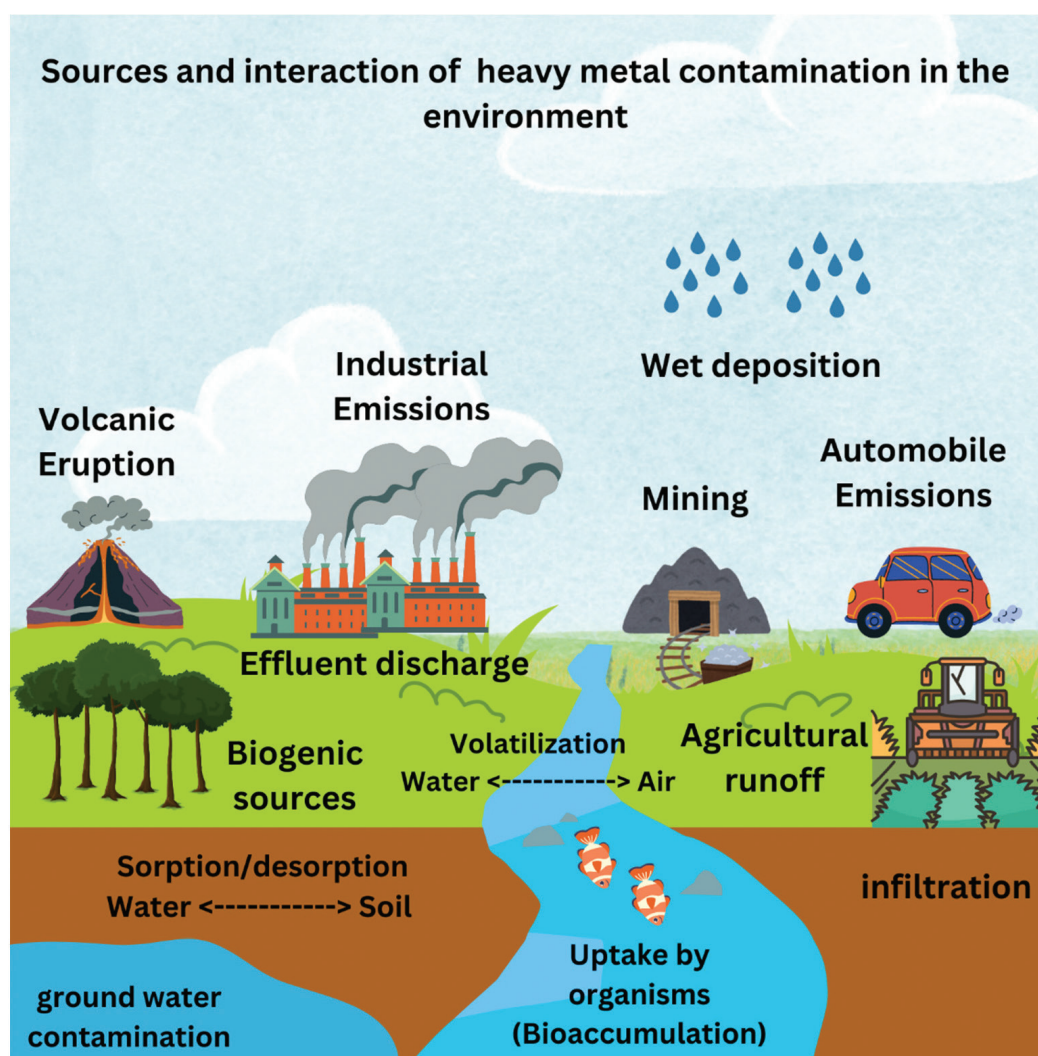 Sources and interaction of heavy metal contamination in the
environment
Wet deposition
Industrial
Emissions
Volcanic
Eruption
Automobile
Emissions
Mining
Effluent discharge
Biogenic
sources
Volatilization
Water <-----------> Air
Agricultural
runoff
Sorption/desorption
Water <-----------> Soil
infiltration
Uptake by
organisms
(Bioaccumulation)
ground water
contamination